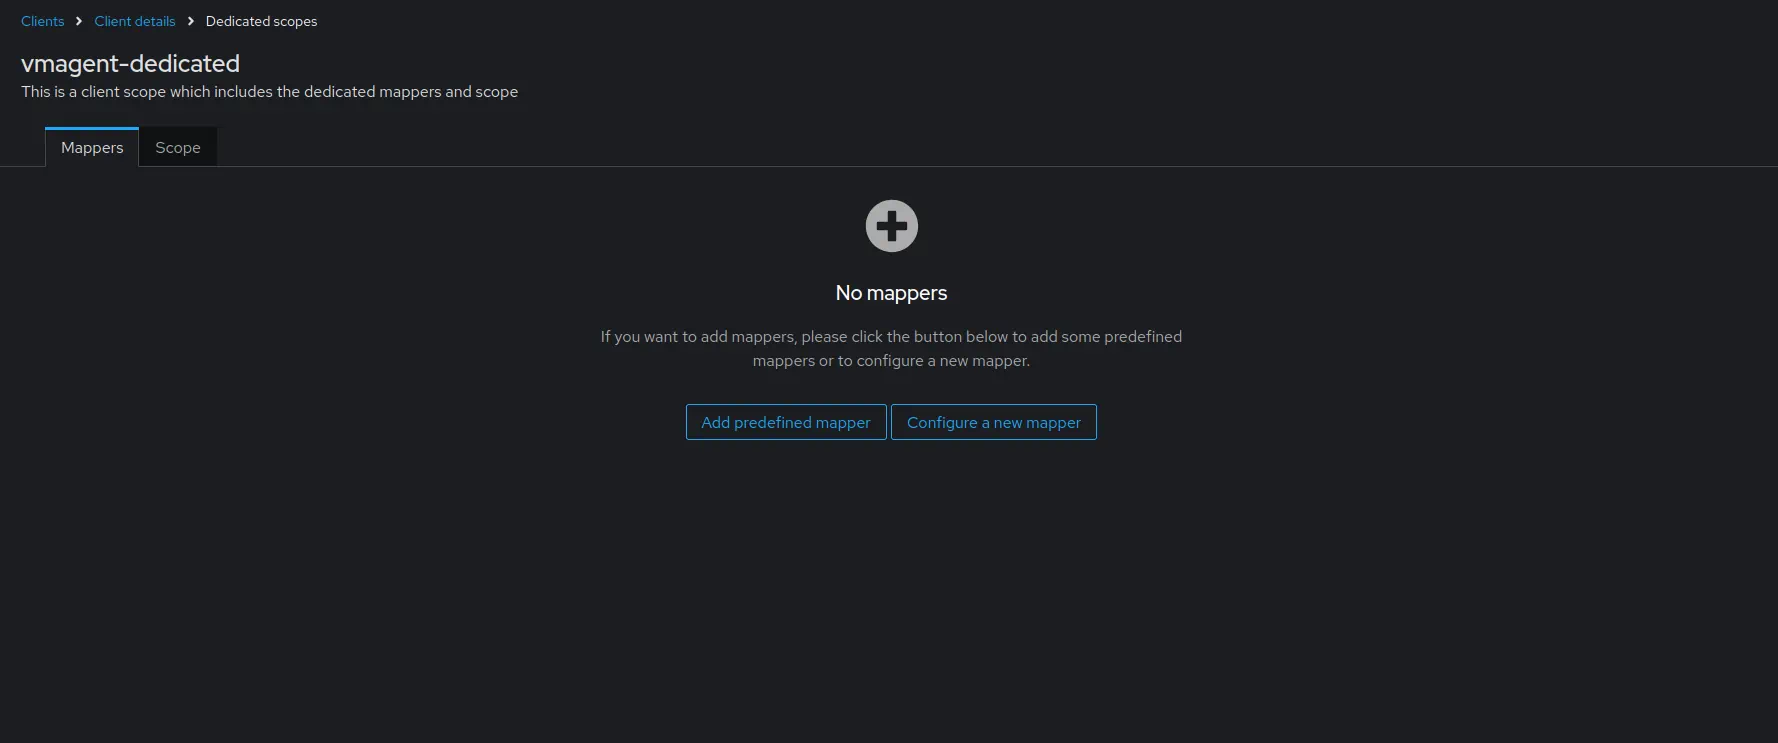 Clients > Client details > Dedicated scopes
vmagent-dedicated
This is a client scope which includes the dedicated mappers and scope
Mappers Scope
No mappers
If you want to add mappers, please click the button below to add some predefined
mappers or to configure a new mapper.
Add predefined mapper Configure a new mapper